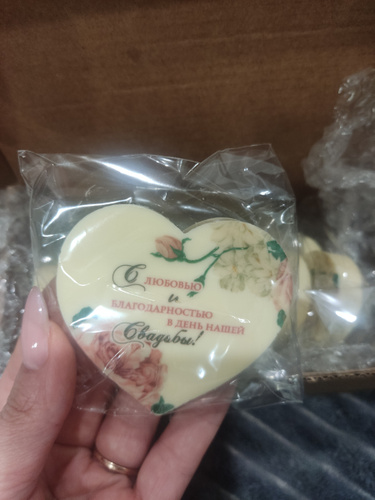 С любовью
и
благодарностью
в день нашей
Свадьбы!